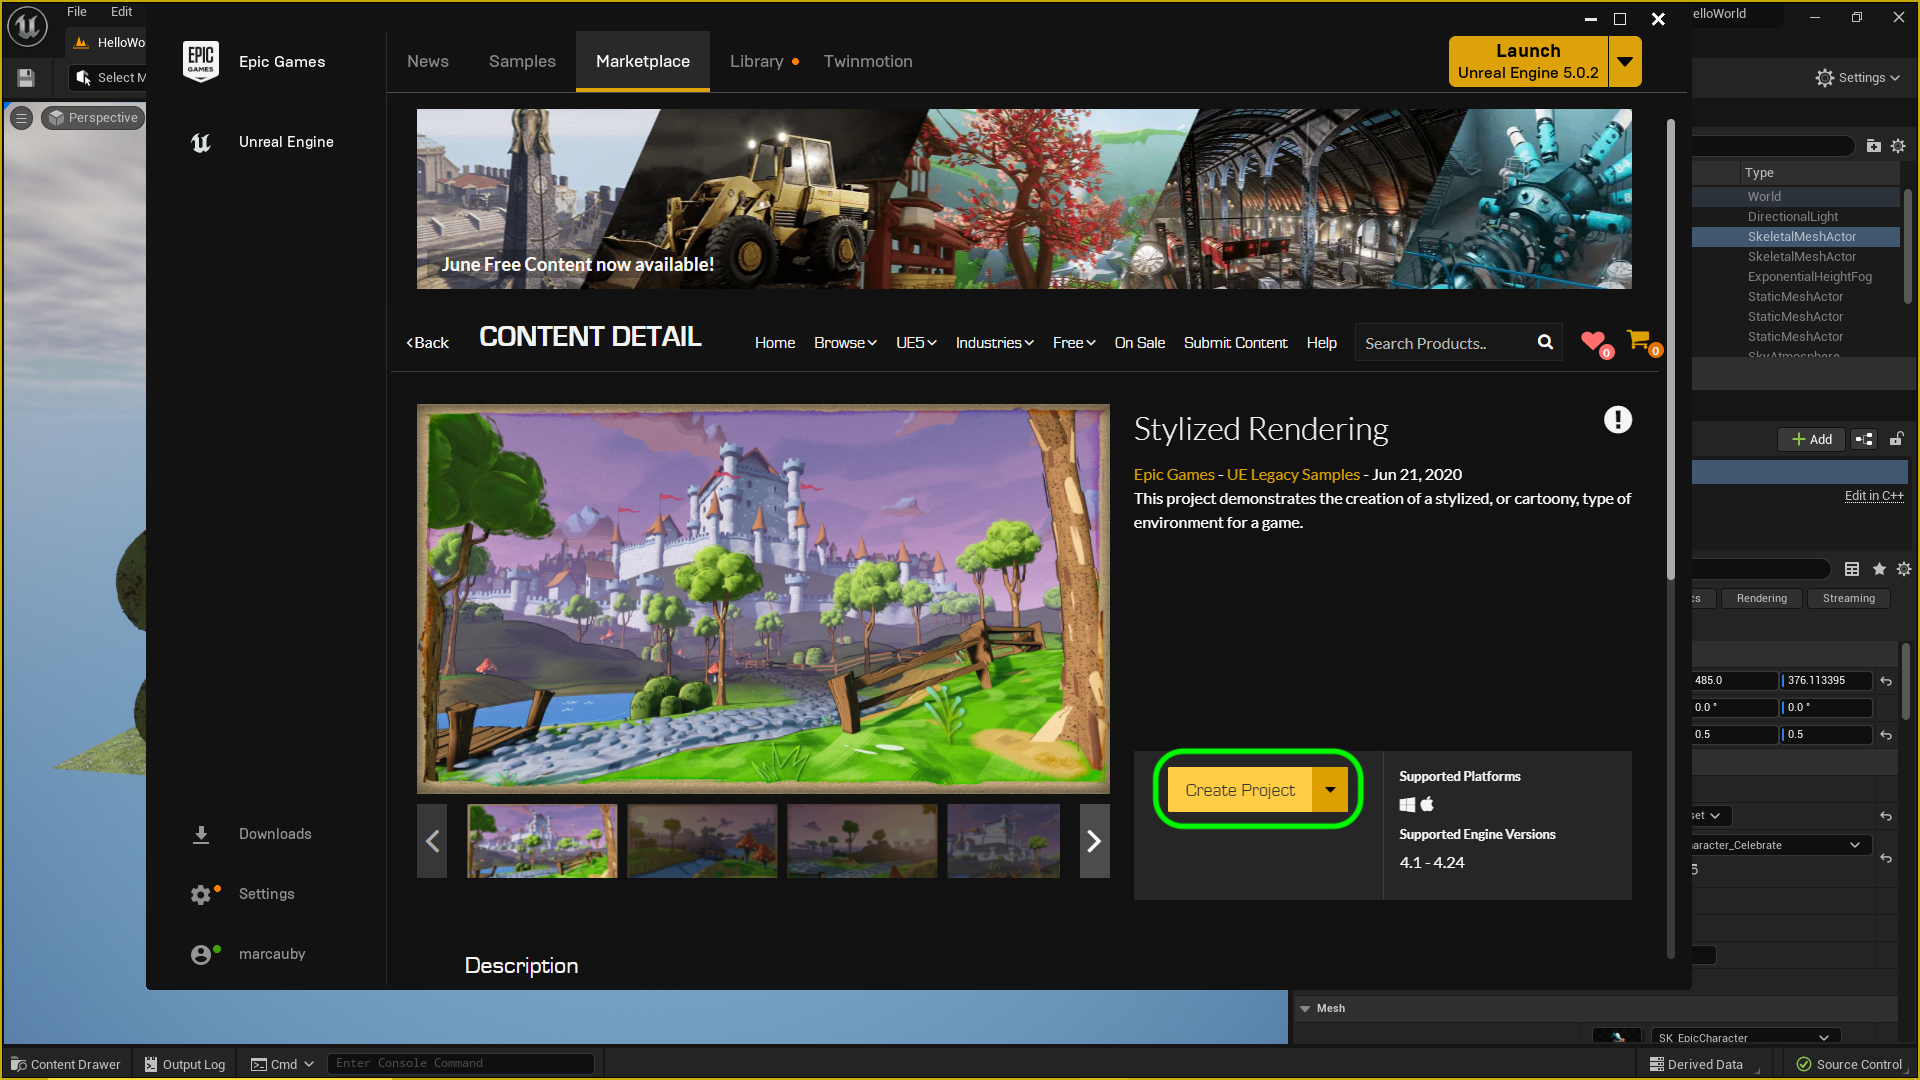 File Edit
elloWorld
HelloWo
Select M
Settings
Perspective
EPIC
GAMES
Epic Games
Unreal Engine
Downloads
Settings
marcauby
News Samples Marketplace Library Twinmotion
Launch
Unreal Engine 5.0.2
June Free Content now available!
Back
CONTENT DETAIL
Home Browse UE5 Industries Free On Sale Submit Content Help
Search Products..
0 0
Stylized Rendering
Epic Games - UE Legacy Samples - Jun 21, 2020
This project demonstrates the creation of a stylized, or cartoony, type of
environment for a game.
Create Project
Supported Platforms
Supported Engine Versions
4.1 - 4.24
Description
Type
World
DirectionalLight
SkeletalMeshActor
SkeletalMeshActor
ExponentialHeightFog
StaticMeshActor
StaticMeshActor
StaticMeshActor
SkyAtmosphere
Add
Edit in C++
cs Rendering Streaming
485.0 376.113395
0.0 ° 0.0 °
0.5 0.5
set
aracter_Celebrate
Mesh
SK_EpicCharacter
Content Drawer Output Log Cmd Enter Console Command
Derived Data Source Control